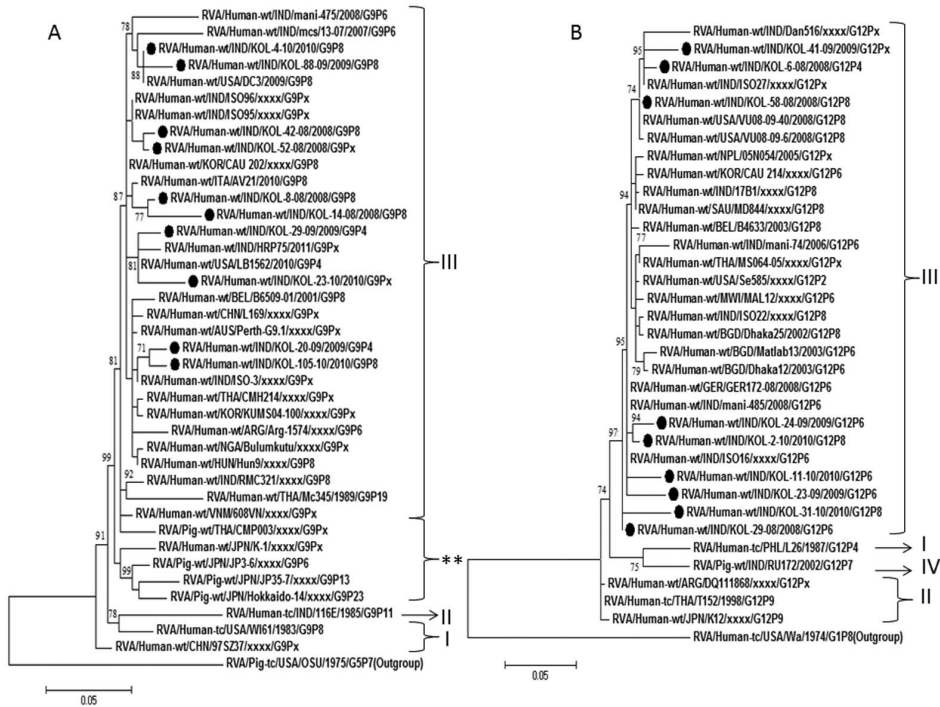 A
78
RVA/Human-wt/IND/mani-475/2008/G9P6
RVA/Human-wt/IND/mcs/13-07/2007/G9P6
RVA/Human-wt/IND/KOL-4-10/2010/G9P8
RVA/Human-wt/IND/KOL-88-09/2009/G9P8
88
RVA/Human-wt/USA/DC3/2009/G9P8
RVA/Human-wt/IND/ISO96/xxxx/G9Px
RVA/Human-wt/IND/ISO95/xxxx/G9Px
RVA/Human-wt/IND/KOL-42-08/2008/G9P8
RVA/Human-wt/IND/KOL-52-08/2008/G9Px
RVA/Human-wt/KOR/CAU 202/xxxx/G9P8
RVA/Human-wt/ITA/AV21/2010/G9P8
87
RVA/Human-wt/IND/KOL-8-08/2008/G9P8
77
RVA/Human-wt/IND/KOL-14-08/2008/G9P8
RVA/Human-wt/IND/KOL-29-09/2009/G9P4
RVA/Human-wt/IND/HRP75/2011/G9Px
81
RVA/Human-wt/USA/LB1562/2010/G9P4
RVA/Human-wt/IND/KOL-23-10/2010/G9Px
III
RVA/Human-wt/BEL/B6509-01/2001/G9P8
RVA/Human-wt/CHN/L169/xxxx/G9Px
RVA/Human-wt/AUS/Perth-G9.1/xxxx/G9Px
71
RVA/Human-wt/IND/KOL-20-09/2009/G9P4
81
RVA/Human-wt/IND/KOL-105-10/2010/G9P8
RVA/Human-wt/IND/ISO-3/xxxx/G9Px
RVA/Human-wt/THA/CMH214/xxxx/G9Px
RVA/Human-wt/KOR/KUMS04-100/xxxx/G9Px
RVA/Human-wt/ARG/Arg-1574/xxxx/G9P6
RVA/Human-wt/NGA/Bulumkutu/xxxx/G9Px
99
RVA/Human-wt/HUN/Hun9/xxxx/G9P8
92
RVA/Human-wt/IND/RMC321/xxxx/G9P8
RVA/Human-wt/THA/Mc345/1989/G9P19
RVA/Human-wt/VNM/608VN/xxxx/G9Px
91
RVA/Pig-wt/THA/CMP003/xxxx/G9Px
RVA/Human-wt/JPN/K-1/xxxx/G9Px
RVA/Pig-wt/JPN/JP3-6/xxxx/G9P6
**
99
RVA/Pig-wt/JPN/JP35-7/xxxx/G9P13
RVA/Pig-wt/JPN/Hokkaido-14/xxxx/G9P23
78
RVA/Human-tc/IND/116E/1985/G9P11
II
RVA/Human-tc/USA/WI61/1983/G9P8
I
RVA/Human-wt/CHN/97SZ37/xxxx/G9Px
RVA/Pig-tc/USA/OSU/1975/G5P7(Outgroup)
0.05
B
RVA/Human-wt/IND/Dan516/xxxx/G12Px
95
RVA/Human-wt/IND/KOL-41-09/2009/G12Px
RVA/Human-wt/IND/KOL-6-08/2008/G12P4
74
RVA/Human-wt/IND/ISO27/xxxx/G12Px
RVA/Human-wt/IND/KOL-58-08/2008/G12P8
RVA/Human-wt/USA/VU08-09-40/2008/G12P8
RVA/Human-wt/USA/VU08-09-6/2008/G12P8
RVA/Human-wt/NPL/05N054/2005/G12Px
RVA/Human-wt/KOR/CAU 214/xxxx/G12P6
94
RVA/Human-wt/IND/17B1/xxxx/G12P8
RVA/Human-wt/SAU/MD844/xxxx/G12P8
RVA/Human-wt/BEL/B4633/2003/G12P8
77
RVA/Human-wt/IND/mani-74/2006/G12P6
RVA/Human-wt/THA/MS064-05/xxxx/G12Px
III
RVA/Human-wt/USA/Se585/xxxx/G12P2
RVA/Human-wt/MWI/MAL12/xxxx/G12P6
RVA/Human-wt/IND/ISO22/xxxx/G12P8
RVA/Human-wt/BGD/Dhaka25/2002/G12P8
95
RVA/Human-wt/BGD/Matlab13/2003/G12P6
79
RVA/Human-wt/BGD/Dhaka12/2003/G12P6
RVA/Human-wt/GER/GER172-08/2008/G12P6
RVA/Human-wt/IND/mani-485/2008/G12P6
94
RVA/Human-wt/IND/KOL-24-09/2009/G12P6
97
RVA/Human-wt/IND/KOL-2-10/2010/G12P8
RVA/Human-wt/IND/ISO16/xxxx/G12P6
RVA/Human-wt/IND/KOL-11-10/2010/G12P6
74
RVA/Human-wt/IND/KOL-23-09/2009/G12P6
RVA/Human-wt/IND/KOL-31-10/2010/G12P8
RVA/Human-wt/IND/KOL-29-08/2008/G12P6
RVA/Human-tc/PHL/L26/1987/G12P4
I
75
RVA/Pig-wt/IND/RU172/2002/G12P7
IV
RVA/Human-wt/ARG/DQ111868/xxxx/G12Px
RVA/Human-tc/THA/T152/1998/G12P9
II
RVA/Human-wt/JPN/K12/xxxx/G12P9
RVA/Human-tc/USA/Wa/1974/G1P8(Outgroup)
0.05